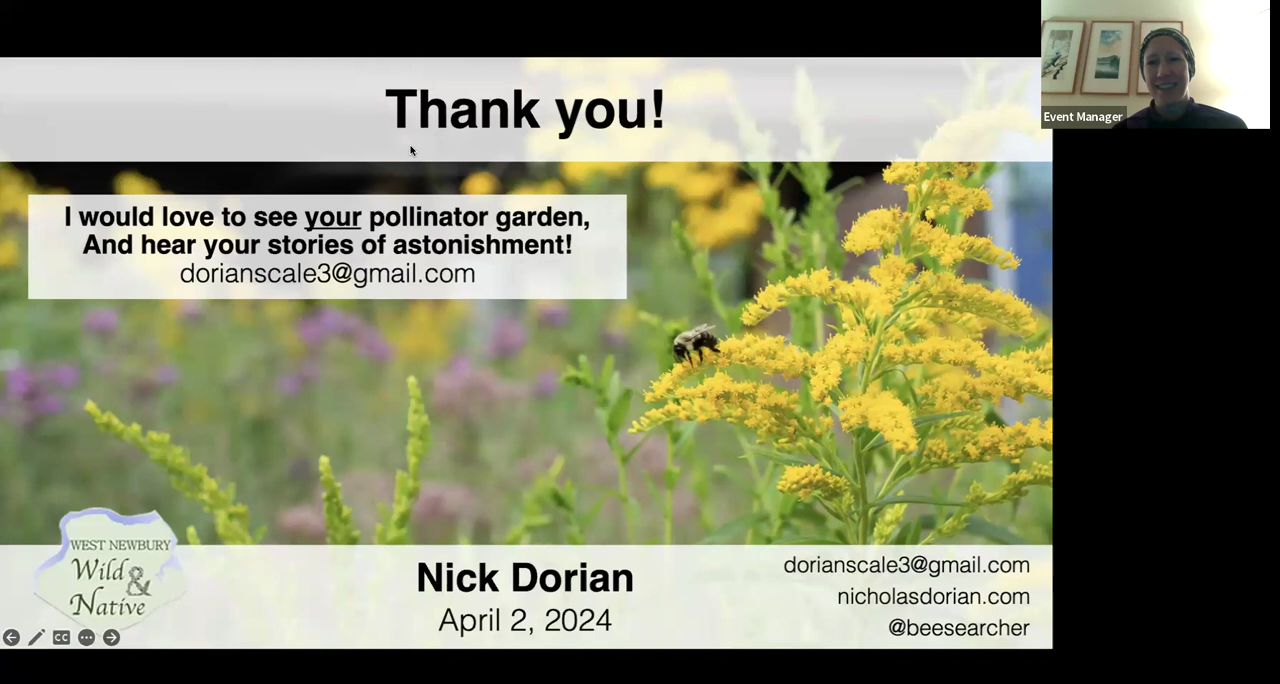 Thank you!
I would love to see your pollinator garden,
And hear your stories of astonishment!
dorianscale3@gmail.com
Event Manager
WEST NEWBURY
Wild &
Native
Nick Dorian
April 2, 2024
dorianscale3@gmail.com
nicholasdorian.com
@beesearcher
CC